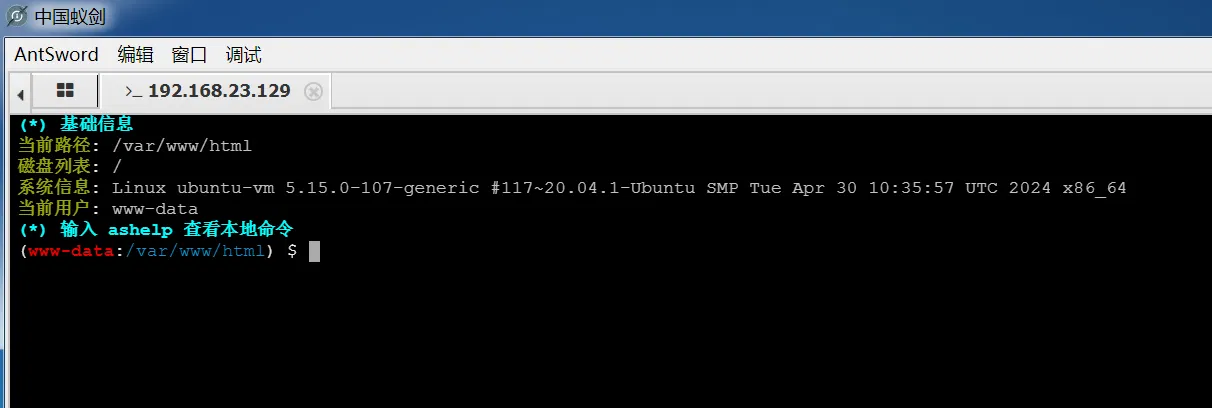 中国蚁剑
AntSword 编辑 窗口 调试
>_ 192.168.23.129
(*) 基础信息
当前路径: /var/www/html
磁盘列表: /
系统信息: Linux ubuntu-vm 5.15.0-107-generic #117~20.04.1-Ubuntu SMP Tue Apr 30 10:35:57 UTC 2024 x86_64
当前用户: www-data
(*) 输入 ashelp 查看本地命令
(www-data:/var/www/html) $